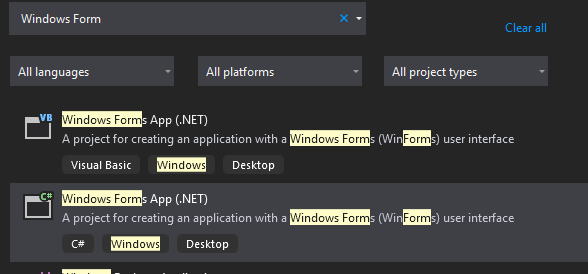 Windows Form
Clear all
All languages All platforms All project types
VB Windows Forms App (.NET)
A project for creating an application with a Windows Forms (WinForms) user interface
Visual Basic Windows Desktop
C# Windows Forms App (.NET)
A project for creating an application with a Windows Forms (WinForms) user interface
C# Windows Desktop